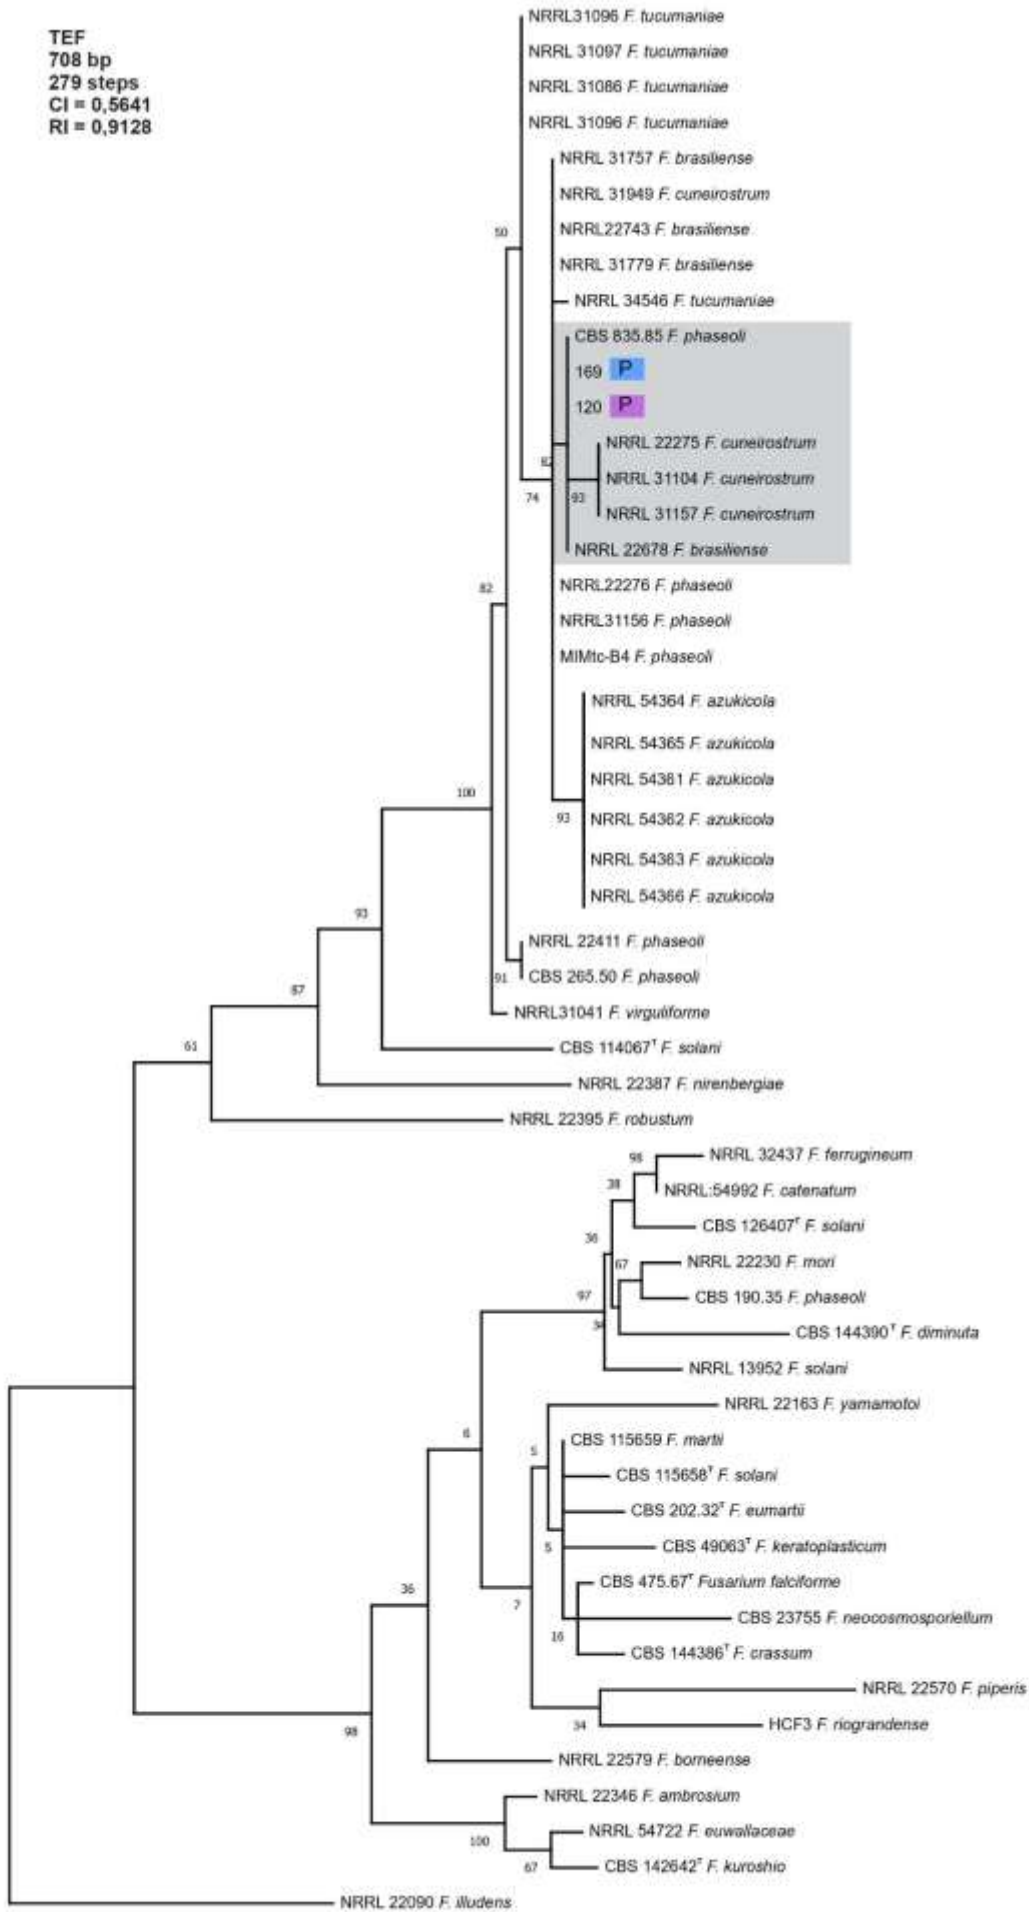 TEF
708 bp
279 steps
CI = 0,5641
RI = 0,9128
NRRL31096 F. tucumaniae
NRRL 31097 F. tucumaniae
NRRL 31086 F. tucumaniae
NRRL 31096 F. tucumaniae
NRRL 31757 F. brasiliense
NRRL 31949 F. cuneirostrum
50
NRRL22743 F. brasiliense
NRRL 31779 F. brasiliense
NRRL 34546 F. tucumaniae
CBS 835.85 F. phaseoli
169 P
120 P
NRRL 22275 F. cuneirostrum
62
NRRL 31104 F. cuneirostrum
74
93
NRRL 31157 F. cuneirostrum
NRRL 22678 F. brasiliense
82
NRRL22276 F. phaseoli
NRRL31156 F. phaseoli
MIMtc-B4 F. phaseoli
NRRL 54364 F. azukicola
NRRL 54365 F. azukicola
NRRL 54361 F. azukicola
100
93
NRRL 54362 F. azukicola
NRRL 54363 F. azukicola
NRRL 54366 F. azukicola
93
NRRL 22411 F. phaseoli
91
CBS 265.50 F. phaseoli
87
NRRL31041 F. virguliforme
61
CBS 114067T F. solani
NRRL 22387 F. nirenbergiae
NRRL 22395 F. robustum
98
NRRL 32437 F. ferrugineum
38
NRRL:54992 F. catenatum
CBS 126407T F. solani
36
67
NRRL 22230 F. mori
97
CBS 190.35 F. phaseoli
34
CBS 144390T F. diminuta
NRRL 13952 F. solani
NRRL 22163 F. yamamotoi
6
CBS 115659 F. martii
5
CBS 115658T F. solani
CBS 202.32T F. eumartii
5
CBS 49063T F. keratoplasticum
36
CBS 475.67T Fusarium falciforme
7
CBS 23755 F. neocosmosporiellum
16
CBS 144386T F. crassum
NRRL 22570 F. piperis
98
34
HCF3 F. riograndense
NRRL 22579 F. borneense
NRRL 22346 F. ambrosium
100
NRRL 54722 F. euwallaceae
67
CBS 142642T F. kuroshio
NRRL 22090 F. illudens